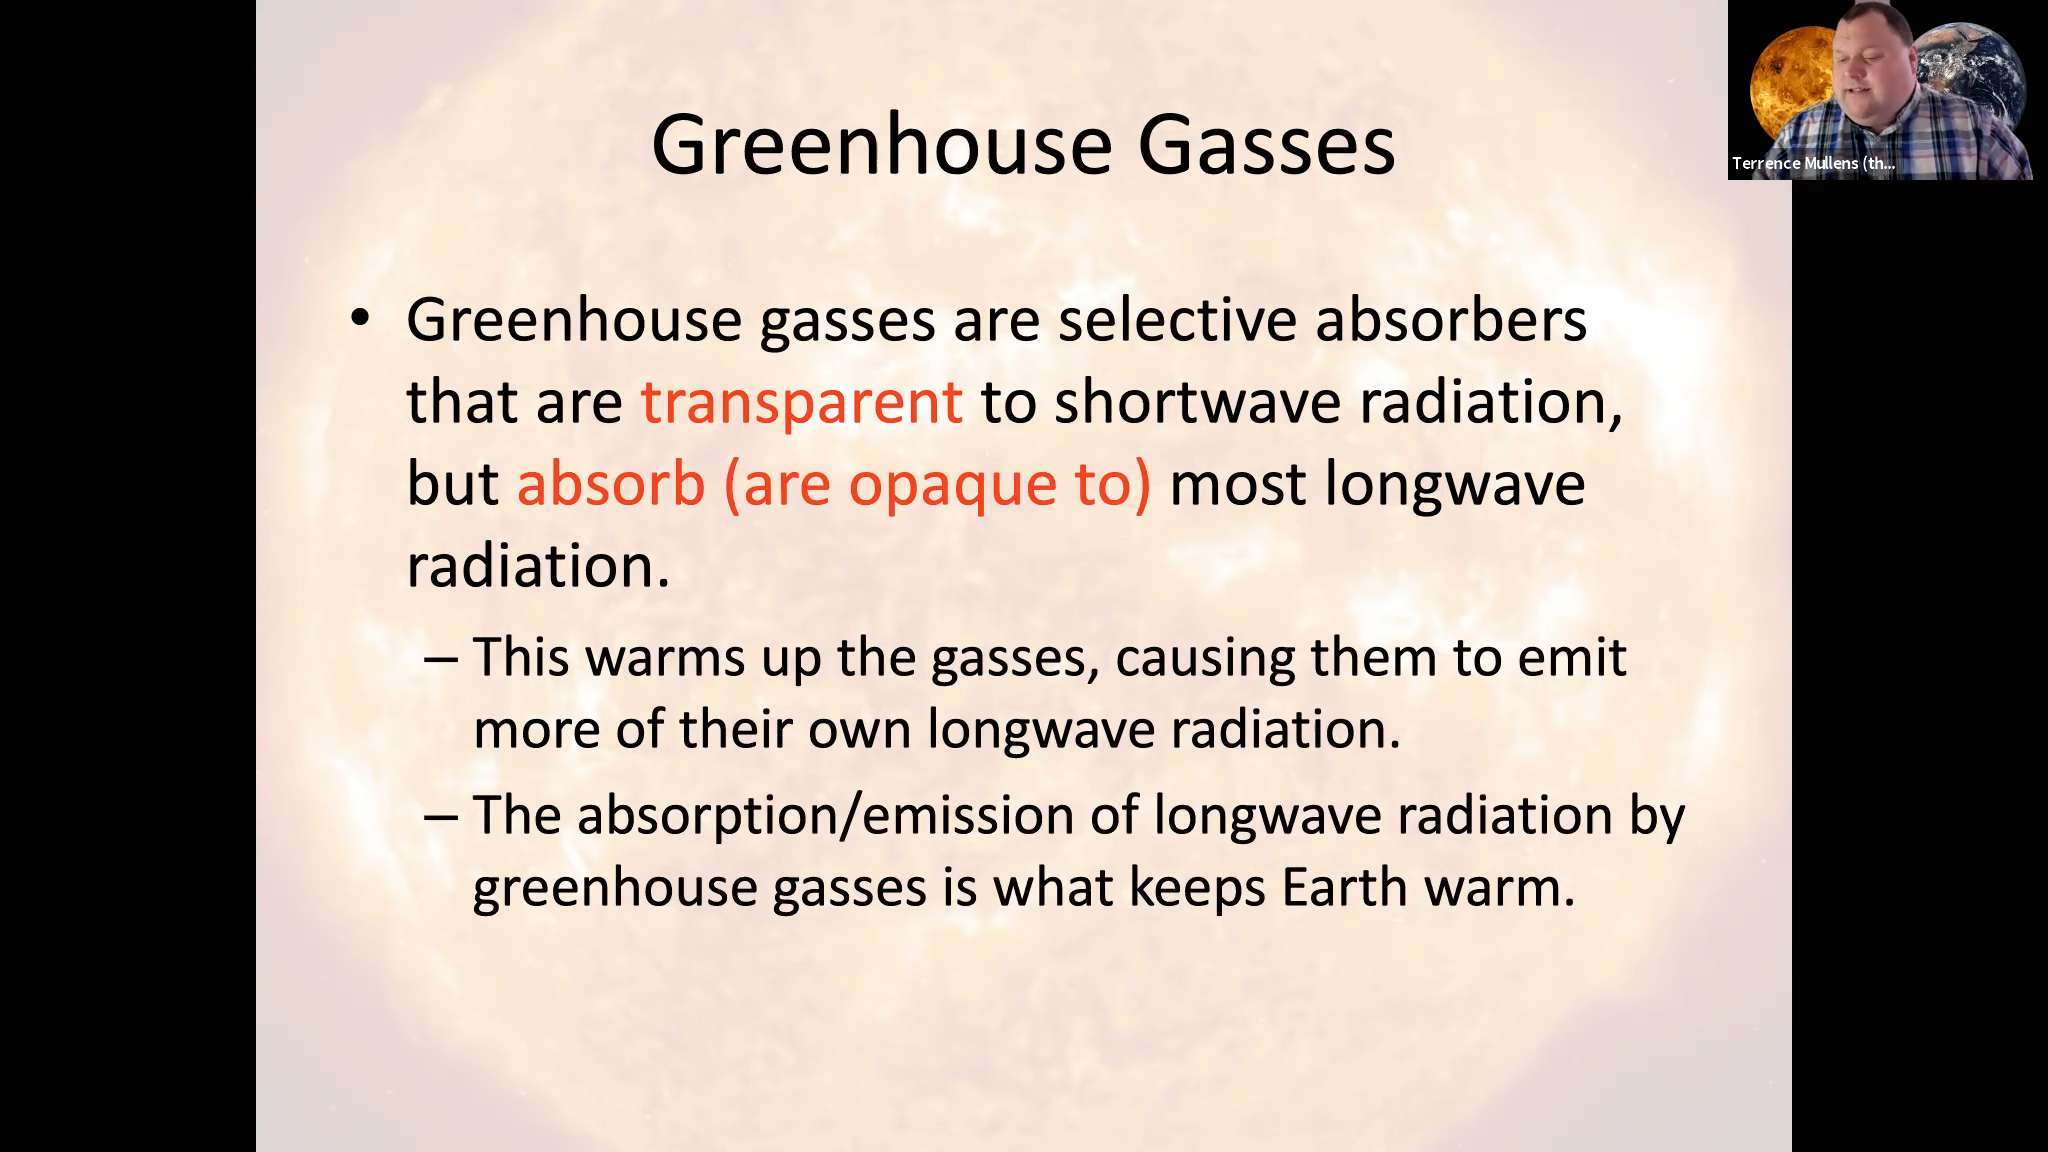 Greenhouse Gasses
Terrence Mullens (th...
• Greenhouse gasses are selective absorbers
that are transparent to shortwave radiation,
but absorb (are opaque to) most longwave
radiation.
– This warms up the gasses, causing them to emit
more of their own longwave radiation.
– The absorption/emission of longwave radiation by
greenhouse gasses is what keeps Earth warm.